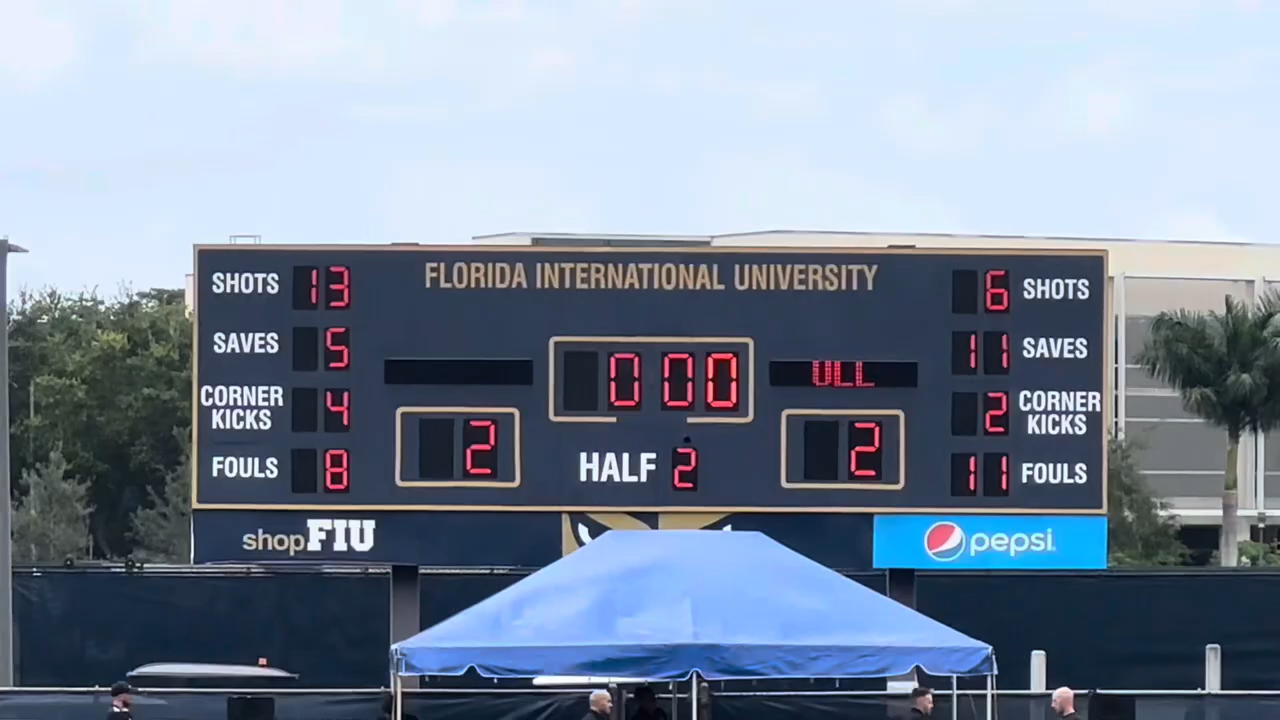 FLORIDA INTERNATIONAL UNIVERSITY
SHOTS 13
6 SHOTS
SAVES 5
11 SAVES
0 00
CORNER KICKS 4
2 CORNER KICKS
2
HALF 2
2
FOULS 8
11 FOULS
shopFIU
pepsi